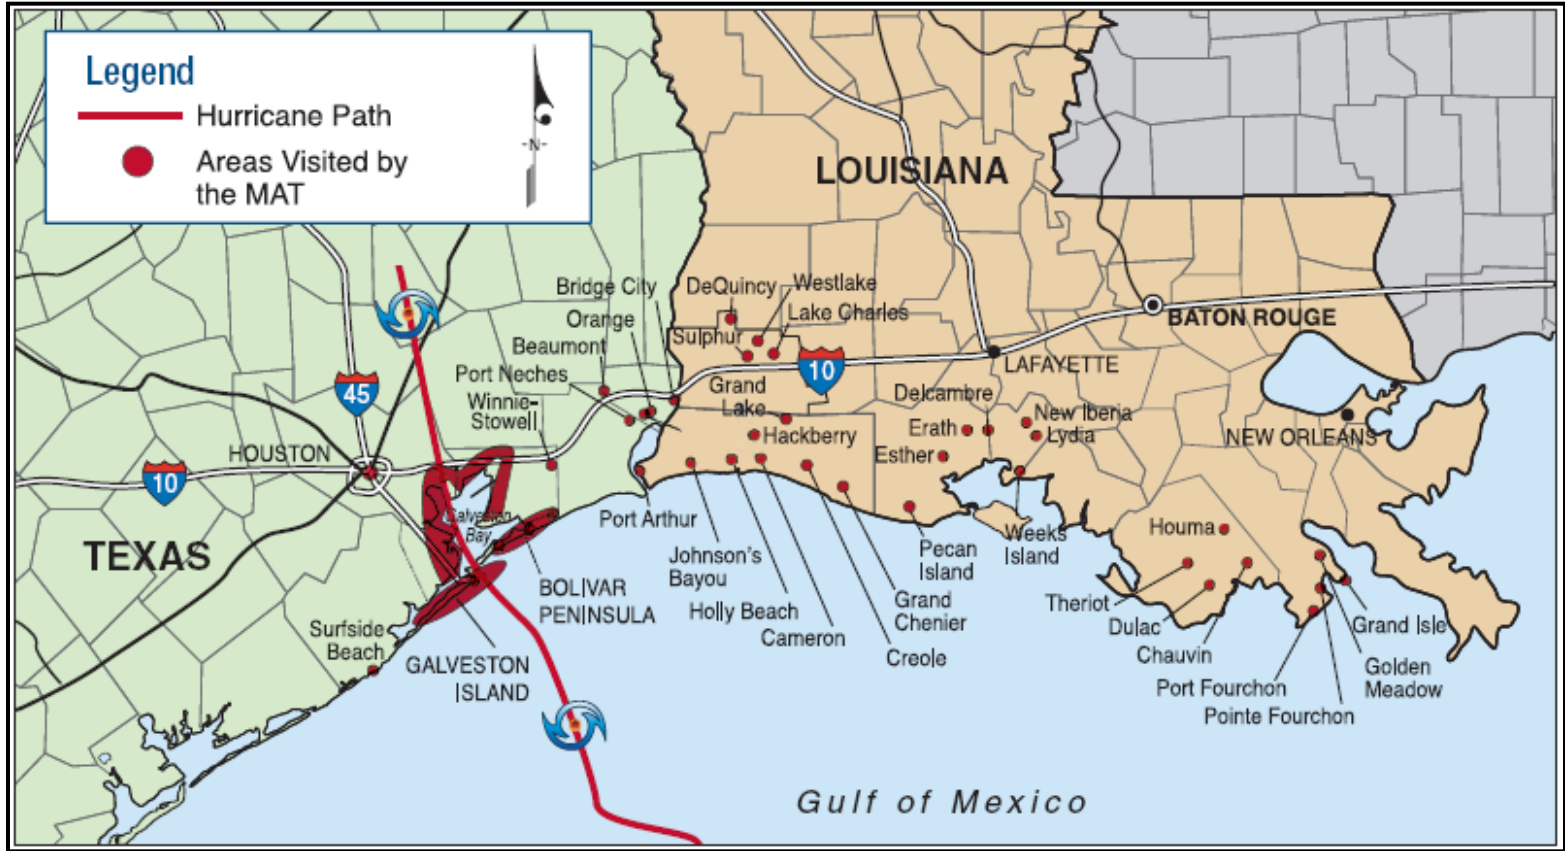 Legend
Hurricane Path
Areas Visited by
the MAT
-N-
LOUISIANA
Bridge City
DeQuincy
Westlake
Orange
Lake Charles
Beaumont
Sulphur
BATON ROUGE
Port Neches
10
LAFAYETTE
45
Winnie-
Stowell
Grand
Lake
Delcambre
New Iberia
HOUSTON
Hackberry
Erath
Lydia
NEW ORLEANS
Esther
10
Galveston
Bay
Port Arthur
TEXAS
Johnson's
Bayou
Pecan
Island
Weeks
Island
Houma
BOLIVAR
PENINSULA
Holly Beach
Grand
Chenier
Theriot
Dulac
Grand Isle
Surfside
Beach
Cameron
Chauvin
GALVESTON
ISLAND
Creole
Golden
Meadow
Port Fourchon
Pointe Fourchon
Gulf of Mexico